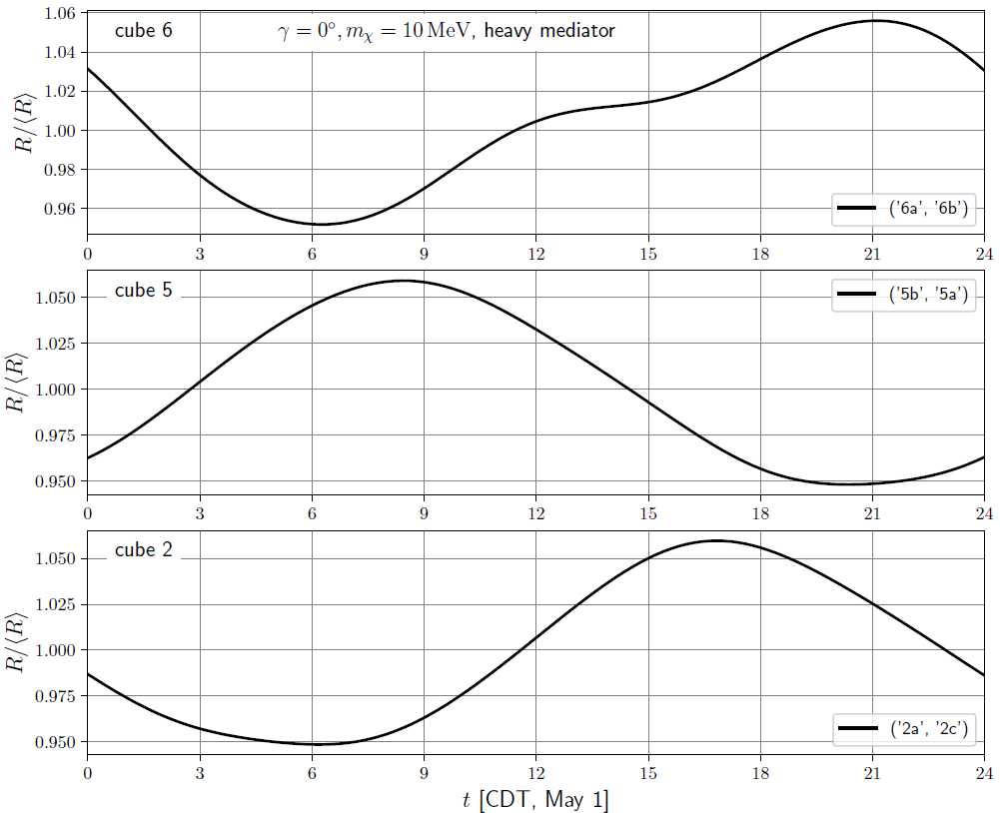 cube 6
γ = 0°, mχ = 10 MeV, heavy mediator
1.06
1.04
1.02
1.00
0.98
0.96
R/⟨R⟩
('6a', '6b')
0 3 6 9 12 15 18 21 24
cube 5
('5b', '5a')
1.050
1.025
1.000
0.975
0.950
R/⟨R⟩
0 3 6 9 12 15 18 21 24
cube 2
1.050
1.025
1.000
0.975
0.950
R/⟨R⟩
('2a', '2c')
0 3 6 9 12 15 18 21 24
t [CDT, May 1]